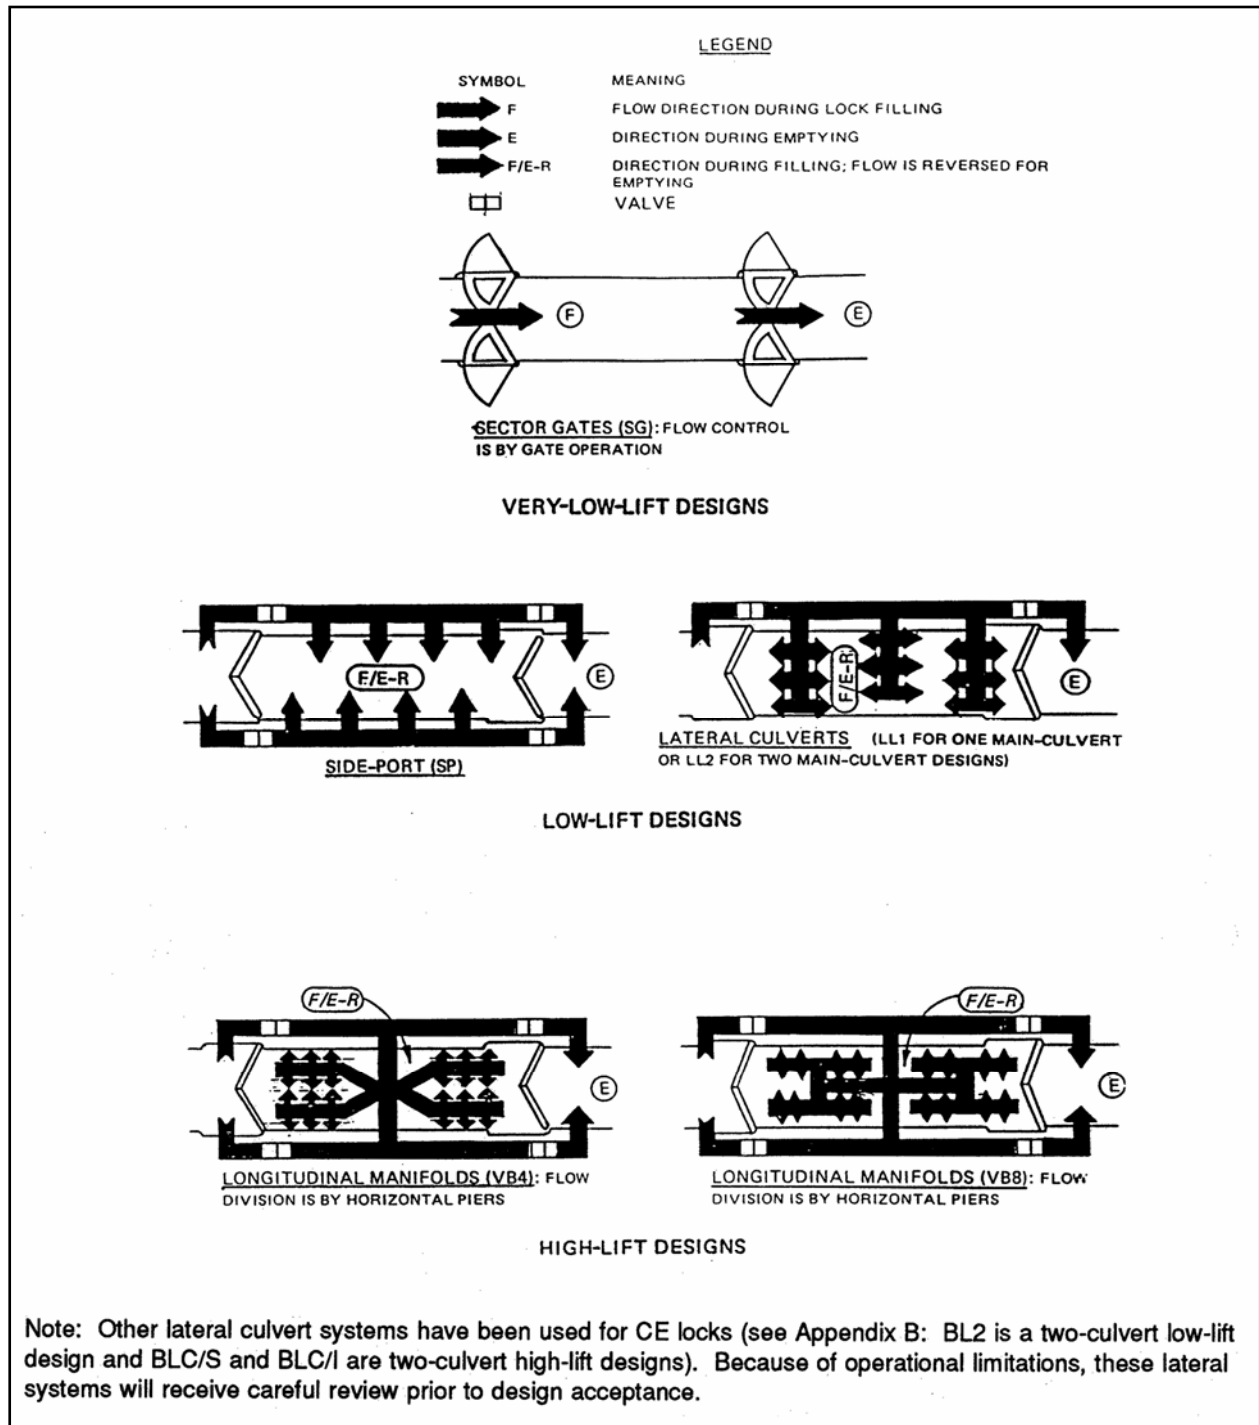 LEGEND
SYMBOL MEANING
F FLOW DIRECTION DURING LOCK FILLING
E DIRECTION DURING EMPTYING
F/E-R DIRECTION DURING FILLING; FLOW IS REVERSED FOR
EMPTYING
VALVE
F
E
SECTOR GATES (SG): FLOW CONTROL
IS BY GATE OPERATION
VERY-LOW-LIFT DESIGNS
F/E-R
E
SIDE-PORT (SP)
F/E-R
E
LATERAL CULVERTS (LL1 FOR ONE MAIN-CULVERT
OR LL2 FOR TWO MAIN-CULVERT DESIGNS)
LOW-LIFT DESIGNS
F/E-R
E
LONGITUDINAL MANIFOLDS (VB4): FLOW
DIVISION IS BY HORIZONTAL PIERS
F/E-R
E
LONGITUDINAL MANIFOLDS (VB8): FLOW
DIVISION IS BY HORIZONTAL PIERS
HIGH-LIFT DESIGNS
Note: Other lateral culvert systems have been used for CE locks (see Appendix B: BL2 is a two-culvert low-lift
design and BLC/S and BLC/I are two-culvert high-lift designs). Because of operational limitations, these lateral
systems will receive careful review prior to design acceptance.